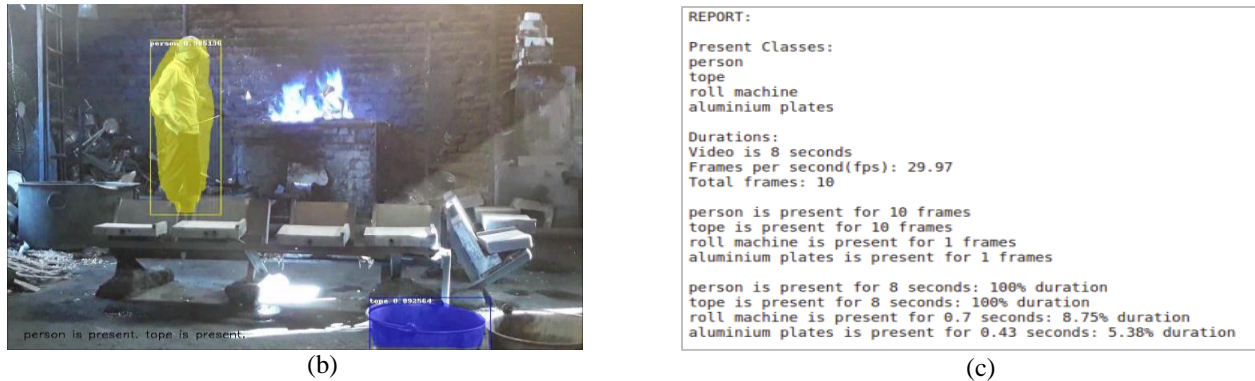 tope 0.892564
person is present. tope is present.
(b)
REPORT:
Present Classes:
person
tope
roll machine
aluminium plates
Durations:
Video is 8 seconds
Frames per second(fps): 29.97
Total frames: 10
person is present for 10 frames
tope is present for 10 frames
roll machine is present for 1 frames
aluminium plates is present for 1 frames
person is present for 8 seconds: 100% duration
tope is present for 8 seconds: 100% duration
roll machine is present for 0.7 seconds: 8.75% duration
aluminium plates is present for 0.43 seconds: 5.38% duration
(c)